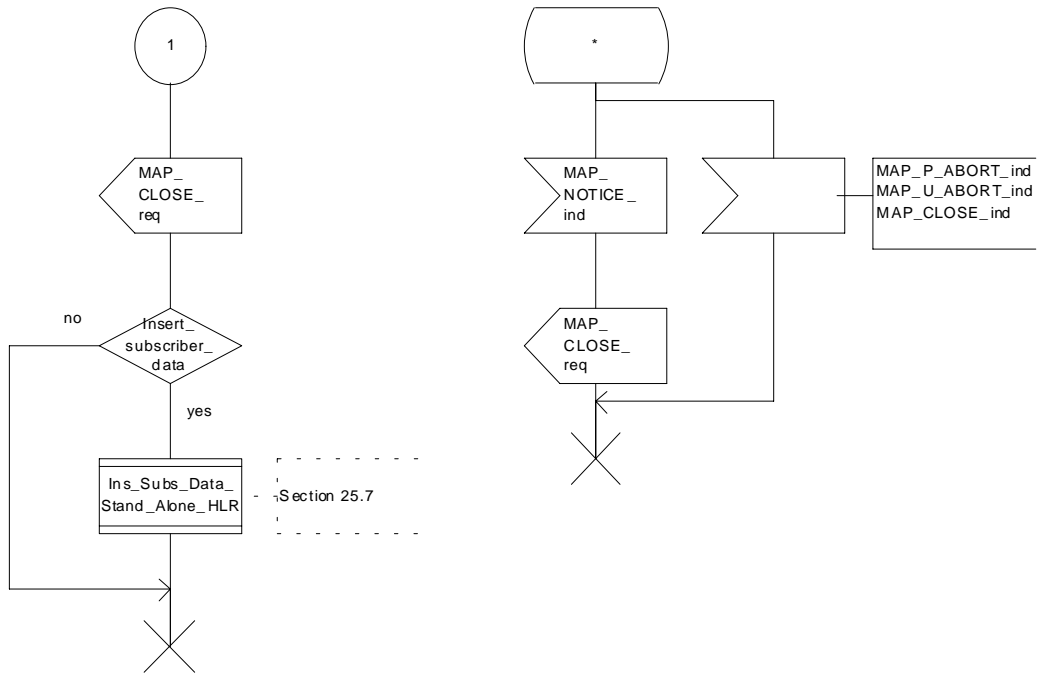 1
MAP_
CLOSE_
req
no
Insert_
subscriber_
data
yes
Ins_Subs_Data_
Stand_Alone_HLR
Section 25.7
*
MAP_
NOTICE_
ind
MAP_P_ABORT_ind
MAP_U_ABORT_ind
MAP_CLOSE_ind
MAP_
CLOSE_
req